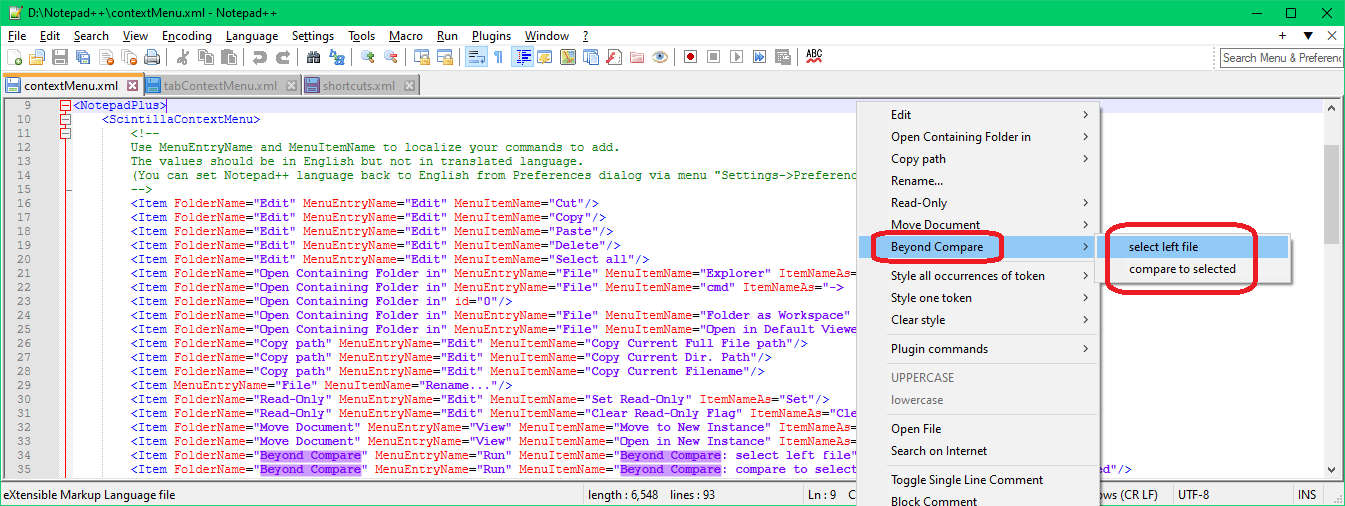 D:\Notepad++\contextMenu.xml - Notepad++
File Edit Search View Encoding Language Settings Tools Macro Run Plugins Window ?
ABC
Search Menu & Preferenc
contextMenu.xml tabContextMenu.xml shortcuts.xml
9 <NotepadPlus>
10 <ScintillaContextMenu>
11 <!--
12 Use MenuEntryName and MenuItemName to localize your commands to add.
13 The values should be in English but not in translated language.
14 (You can set Notepad++ language back to English from Preferences dialog via menu "Settings->Preferenc
15 -->
16 <Item FolderName="Edit" MenuEntryName="Edit" MenuItemName="Cut"/>
17 <Item FolderName="Edit" MenuEntryName="Edit" MenuItemName="Copy"/>
18 <Item FolderName="Edit" MenuEntryName="Edit" MenuItemName="Paste"/>
19 <Item FolderName="Edit" MenuEntryName="Edit" MenuItemName="Delete"/>
20 <Item FolderName="Edit" MenuEntryName="Edit" MenuItemName="Select all"/>
21 <Item FolderName="Open Containing Folder in" MenuEntryName="File" MenuItemName="Explorer" ItemNameAs=
22 <Item FolderName="Open Containing Folder in" MenuEntryName="File" MenuItemName="cmd" ItemNameAs="->
23 <Item FolderName="Open Containing Folder in" id="0"/>
24 <Item FolderName="Open Containing Folder in" MenuEntryName="File" MenuItemName="Folder as Workspace"
25 <Item FolderName="Open Containing Folder in" MenuEntryName="File" MenuItemName="Open in Default Viewe
26 <Item FolderName="Copy path" MenuEntryName="Edit" MenuItemName="Copy Current Full File path"/>
27 <Item FolderName="Copy path" MenuEntryName="Edit" MenuItemName="Copy Current Dir. Path"/>
28 <Item FolderName="Copy path" MenuEntryName="Edit" MenuItemName="Copy Current Filename"/>
29 <Item MenuEntryName="File" MenuItemName="Rename..."/>
30 <Item FolderName="Read-Only" MenuEntryName="Edit" MenuItemName="Set Read-Only" ItemNameAs="Set"/>
31 <Item FolderName="Read-Only" MenuEntryName="Edit" MenuItemName="Clear Read-Only Flag" ItemNameAs="Cle
32 <Item FolderName="Move Document" MenuEntryName="View" MenuItemName="Move to New Instance" ItemNameAs=
33 <Item FolderName="Move Document" MenuEntryName="View" MenuItemName="Open in New Instance" ItemNameAs=
34 <Item FolderName="Beyond Compare" MenuEntryName="Run" MenuItemName="Beyond Compare: select left file"
35 <Item FolderName="Beyond Compare" MenuEntryName="Run" MenuItemName="Beyond Compare: compare to select
ed"/>
Edit
Open Containing Folder in
Copy path
Rename...
Read-Only
Move Document
Beyond Compare
Style all occurrences of token
Style one token
Clear style
Plugin commands
UPPERCASE
lowercase
Open File
Search on Internet
Toggle Single Line Comment
Block Comment
select left file
compare to selected
eXtensible Markup Language file length : 6,548 lines : 93 Ln : 9 C ows (CR LF) UTF-8 INS